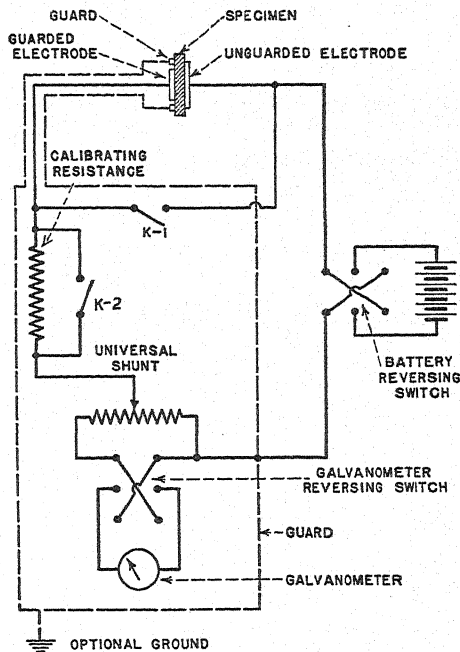 GUARD
SPECIMEN
GUARDED
ELECTRODE
UNGUARDED ELECTRODE
CALIBRATING
RESISTANCE
K-1
K-2
UNIVERSAL
SHUNT
BATTERY
REVERSING
SWITCH
GALVANOMETER
REVERSING SWITCH
GUARD
GALVANOMETER
OPTIONAL GROUND